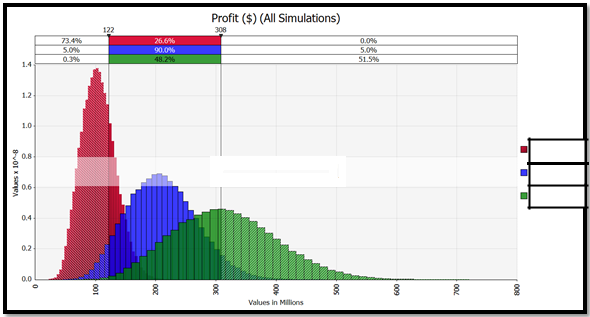 Profit ($) (All Simulations)
122 308
73.4% 26.6% 0.0%
5.0% 90.0% 5.0%
0.3% 48.2% 51.5%
1.4
1.2
1.0
0.8
0.6
0.4
0.2
0.0
Values x 10^-8
0 100 200 300 400 500 600 700 800
Values in Millions